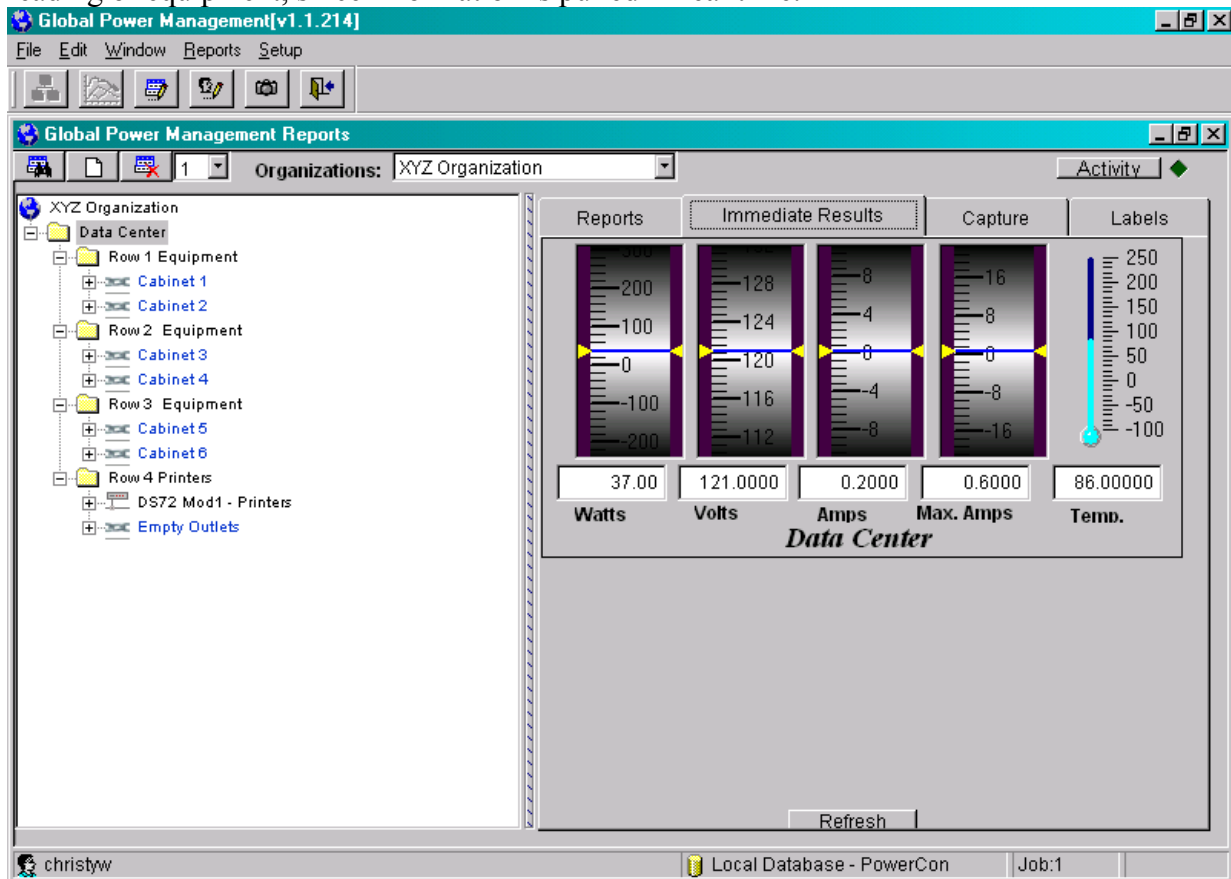 Global Power Management[v1.1.214]
File Edit Window Reports Setup
Global Power Management Reports
1 Organizations: XYZ Organization Activity
XYZ Organization
Data Center
Row 1 Equipment
Cabinet 1
Cabinet 2
Row 2 Equipment
Cabinet 3
Cabinet 4
Row 3 Equipment
Cabinet 5
Cabinet 6
Row 4 Printers
DS72 Mod1 - Printers
Empty Outlets
Reports Immediate Results Capture Labels
200 128 8 16 250
100 124 4 8 200
0 120 0 0 150
-100 116 -4 -8 100
-200 112 -8 -16 50
0
-50
-100
37.00 121.0000 0.2000 0.6000 86.00000
Watts Volts Amps Max. Amps Temp.
Data Center
Refresh
christyw Local Database - PowerCon Job:1